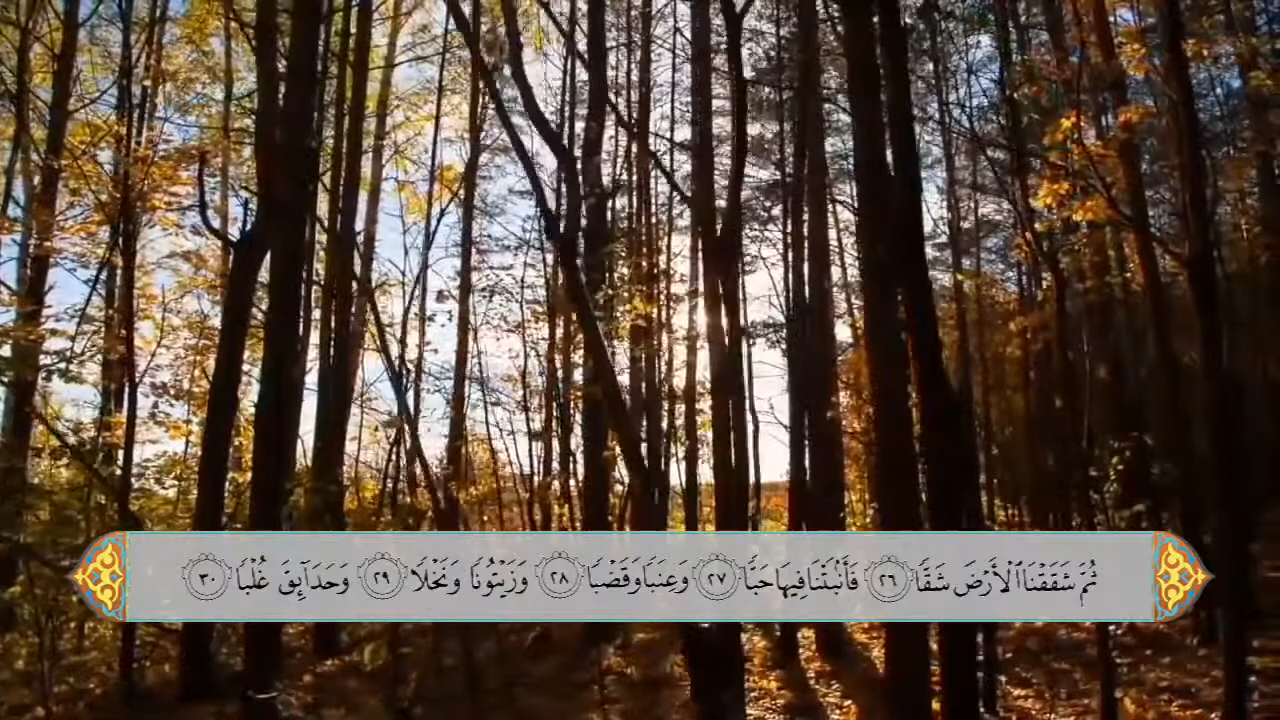 ثُمَّ شَقَقْنَا ٱلْأَرْضَ شَقًّا ٢٦ فَأَنۢبَتْنَا فِيهَا حَبًّا ٢٧ وَعِنَبًا وَقَضْبًا ٢٨ وَزَيْتُونًا وَنَخْلًا ٢٩ وَحَدَآئِقَ غُلْبًا ٣٠